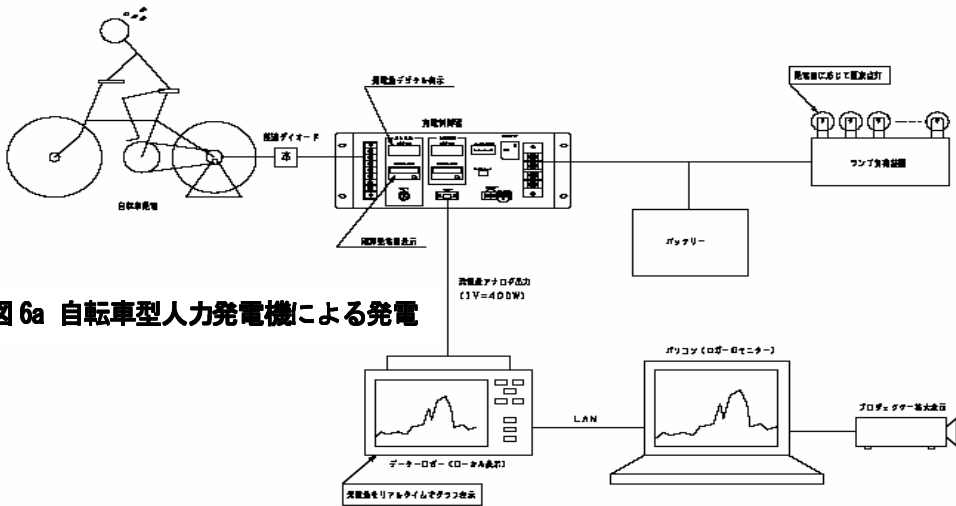 発電量に応じて順次点灯
発電量デジタル表示
充電制御器
逆流ダイオード
ランプ負荷装置
自転車発電
積算発電量表示
バッテリー
発電量アナログ出力
(1V=400W)
図 6a 自転車型人力発電機による発電
パソコン(ロガーのモニター)
プロジェクター拡大表示
LAN
データーロガー(ローカル表示)
発電量をリアルタイムでグラフ表示